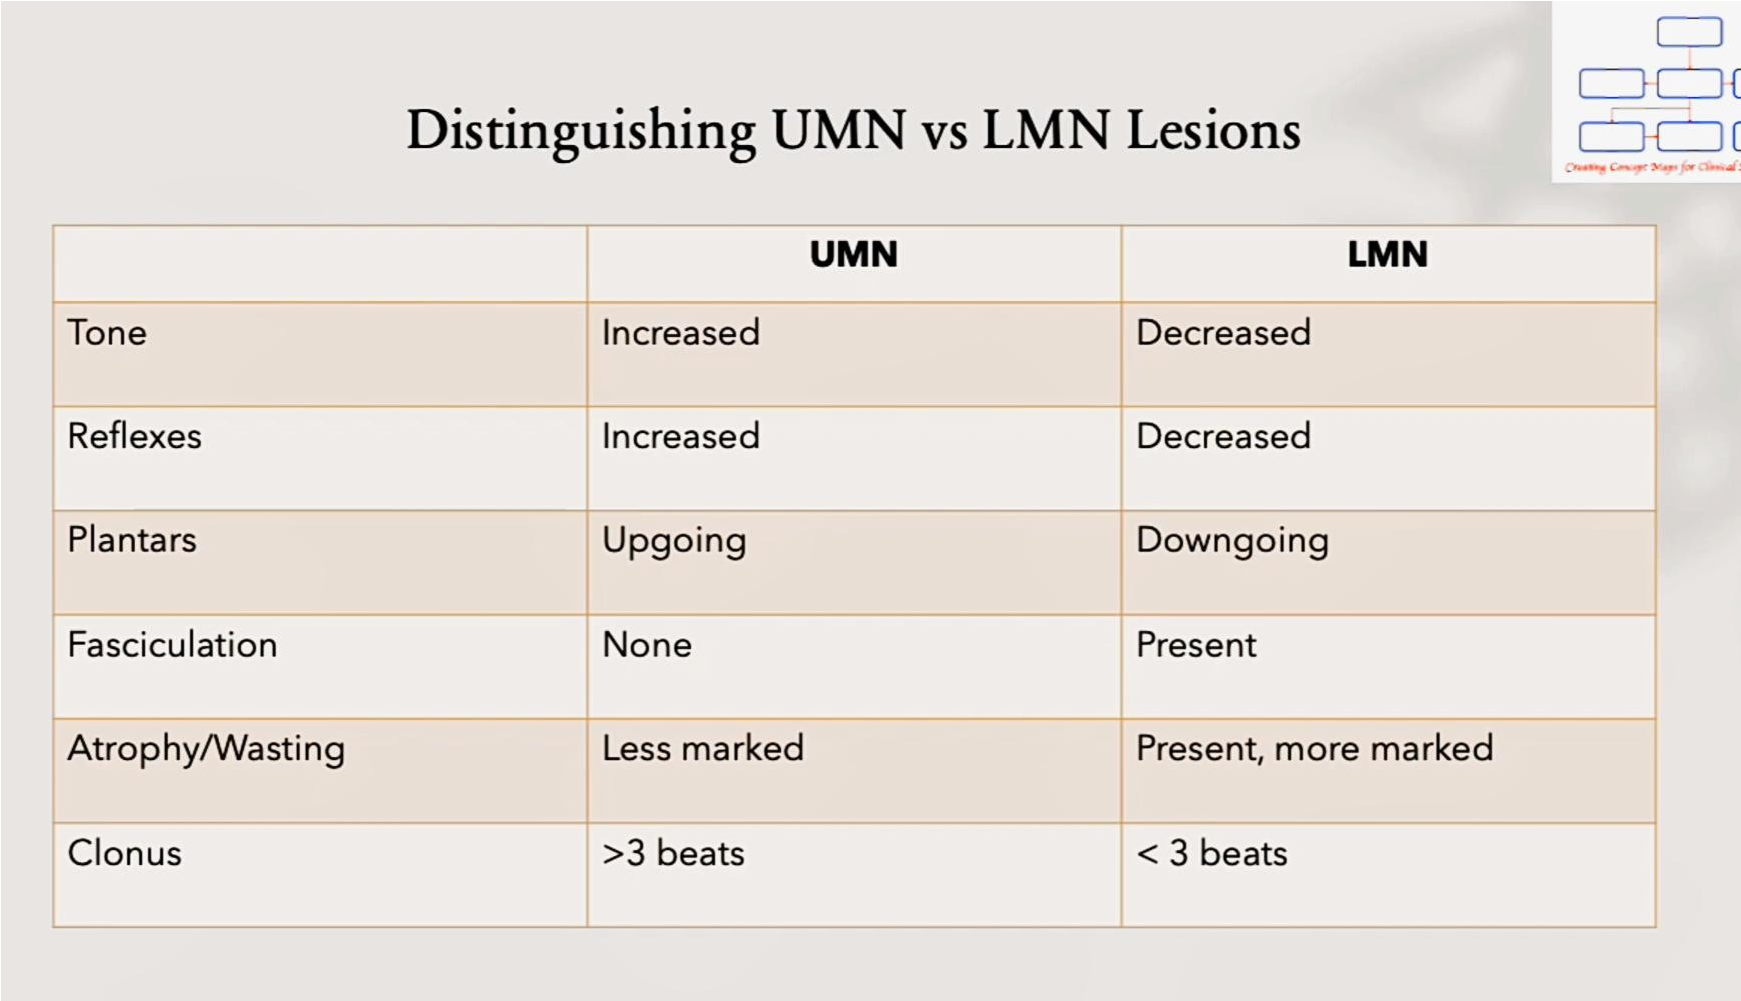 Distinguishing UMN vs LMN Lesions
Creating Concept Maps for Clinical
UMN LMN
Tone Increased Decreased
Reflexes Increased Decreased
Plantars Upgoing Downgoing
Fasciculation None Present
Atrophy/Wasting Less marked Present, more marked
Clonus >3 beats < 3 beats